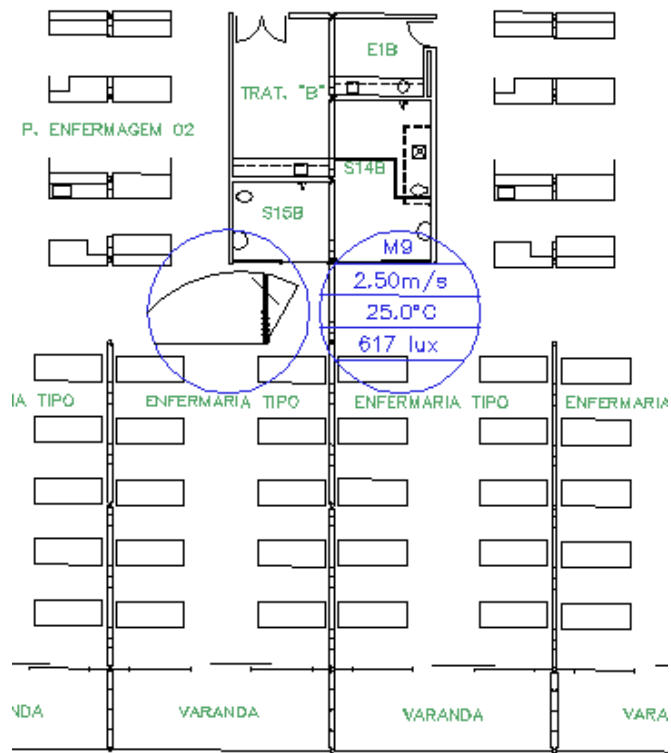 E1B
TRAT. "B"
P. ENFERMAGEM 02
S14B
S15B
M9
2.50m/s
25.0°C
617 lux
IA TIPO
ENFERMARIA TIPO
ENFERMARIA TIPO
ENFERMARIA
NDA
VARANDA
VARANDA
VARA